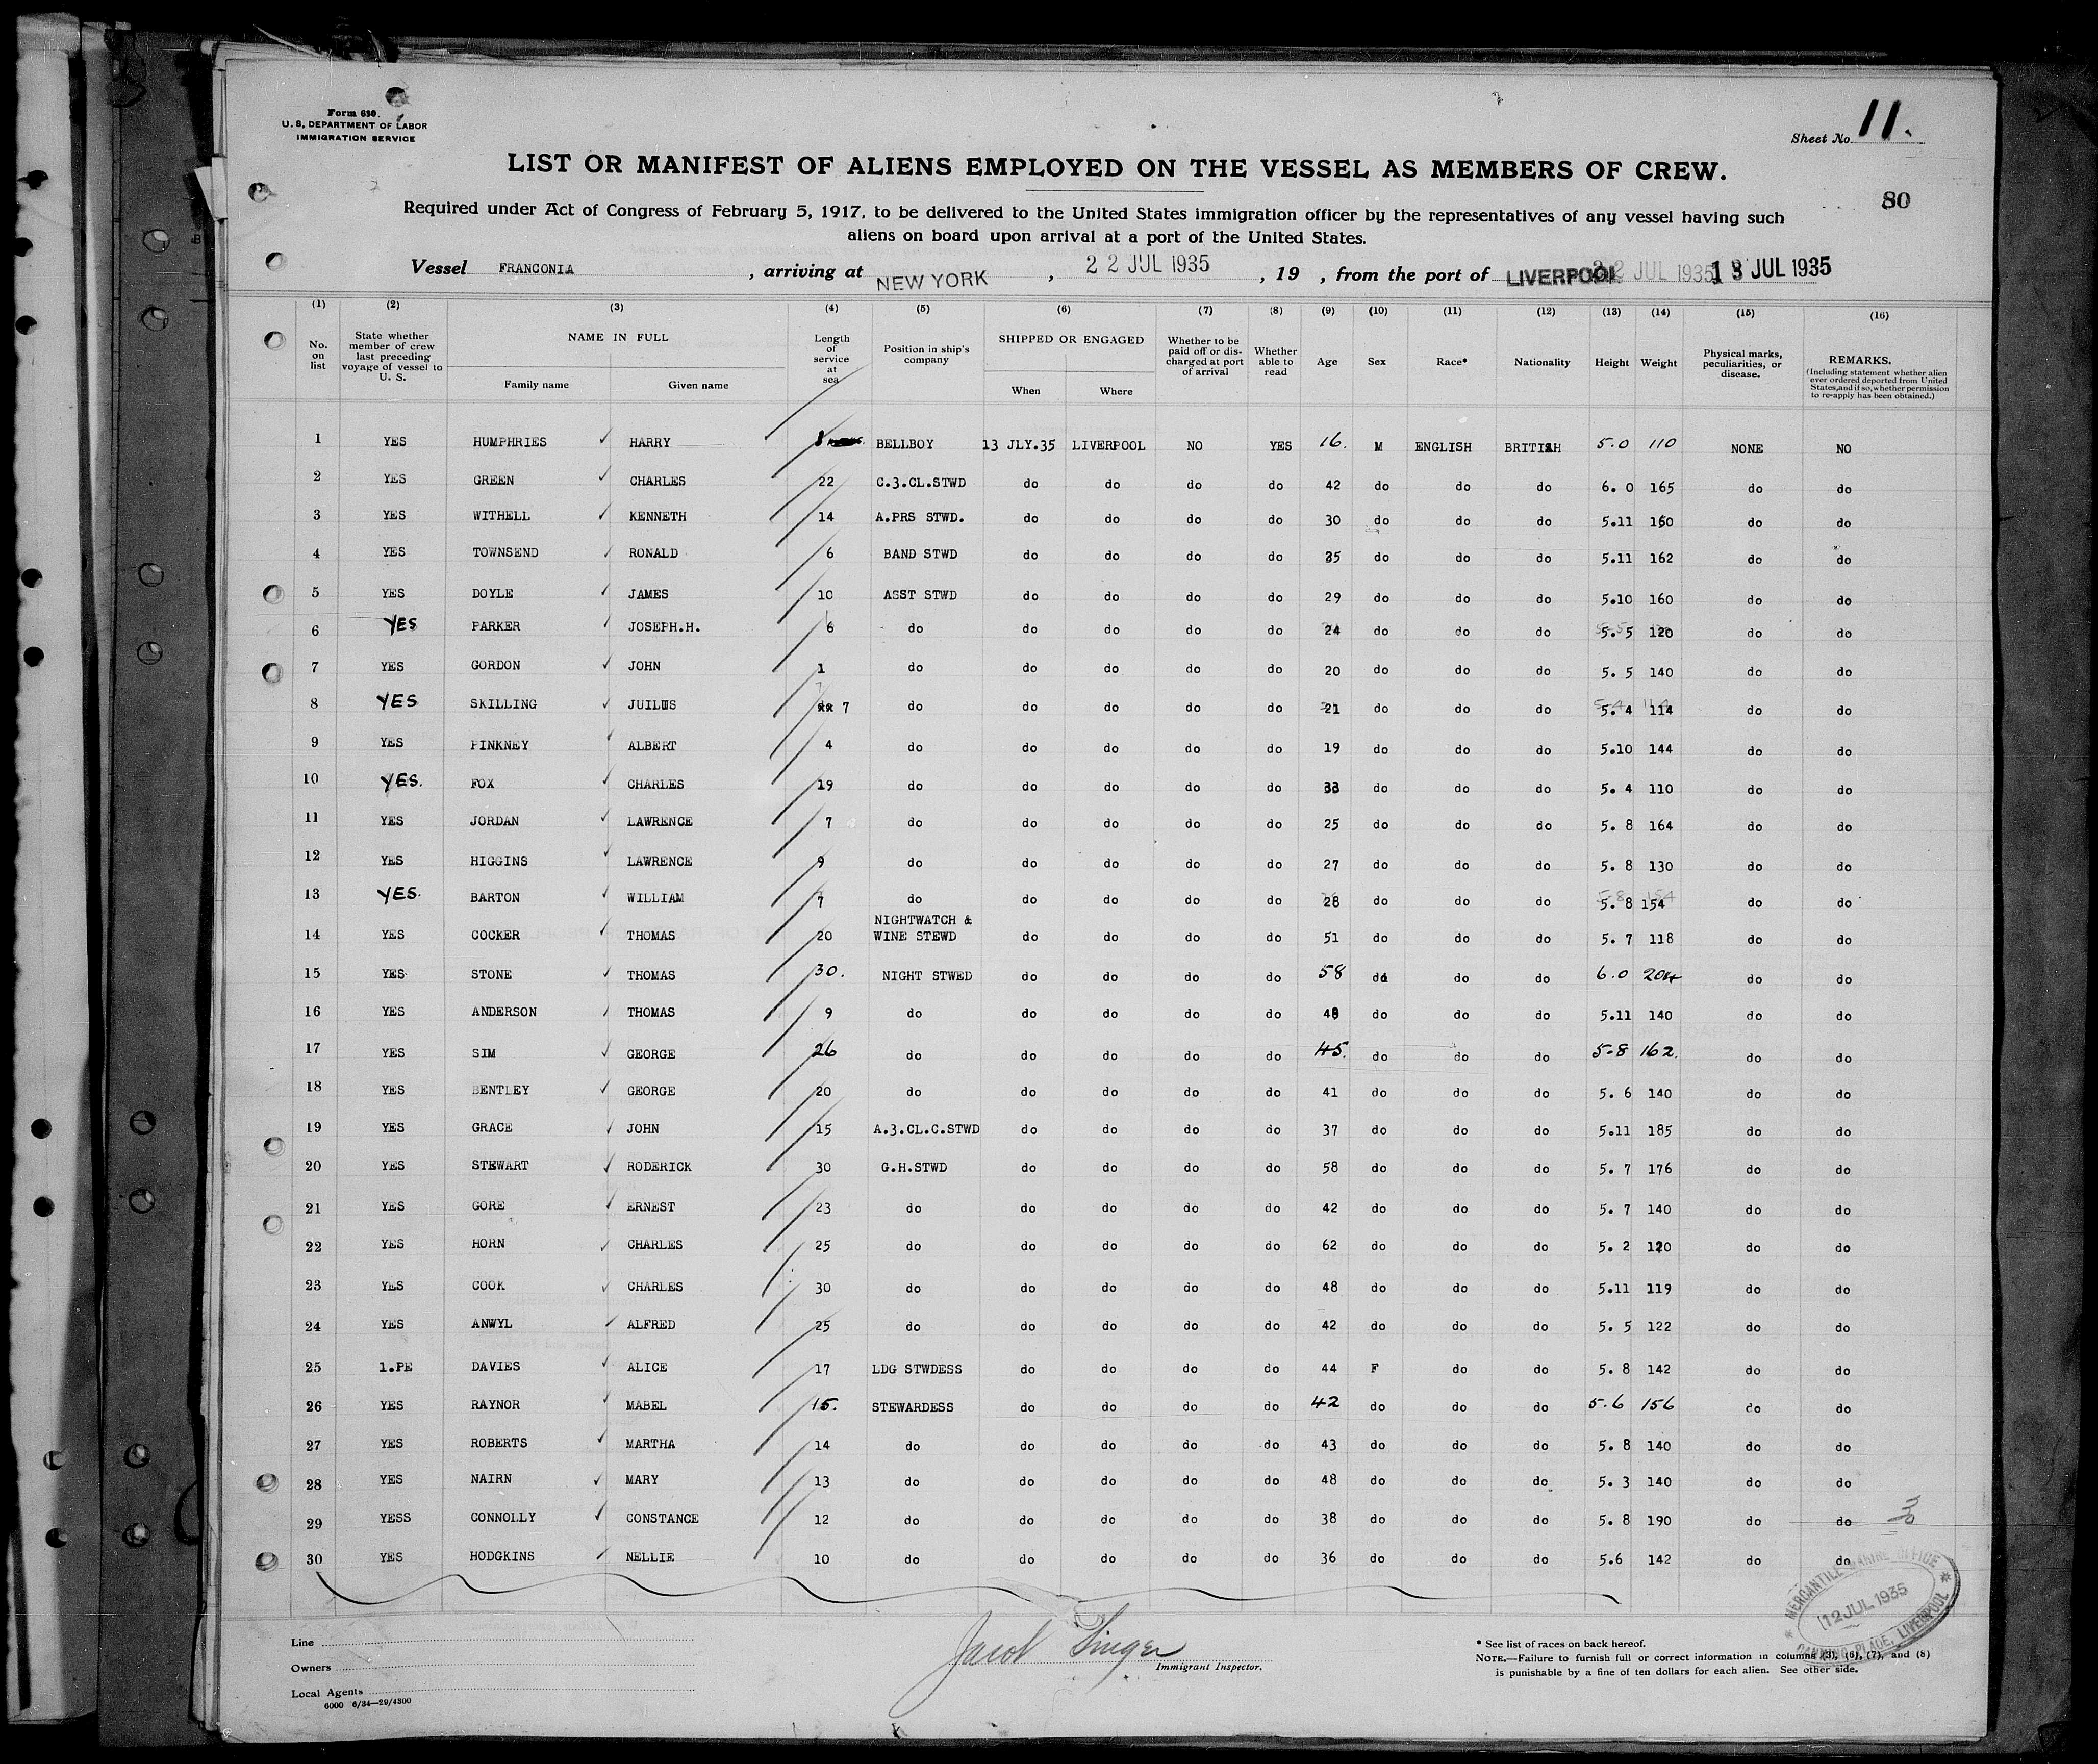 Form 680.
U. S. DEPARTMENT OF LABOR
IMMIGRATION SERVICE
Sheet No. 11.
LIST OR MANIFEST OF ALIENS EMPLOYED ON THE VESSEL AS MEMBERS OF CREW.
80
Required under Act of Congress of February 5, 1917, to be delivered to the United States immigration officer by the representatives of any vessel having such
aliens on board upon arrival at a port of the United States.
Vessel FRANCONIA, arriving at NEW YORK, 22 JUL 1935, 19 , from the port of LIVERPOOL 22 JUL 1935 13 JUL 1935
(1) (2) (3) (4) (5) (6) (7) (8) (9) (10) (11) (12) (13) (14) (15) (16)
No. on list
State whether member of crew last preceding voyage of vessel to U. S.
NAME IN FULL
Family name
Given name
Length of service at sea
Position in ship's company
SHIPPED OR ENGAGED
When
Where
Whether to be paid off or discharged at port of arrival
Whether able to read
Age
Sex
Race*
Nationality
Height
Weight
Physical marks, peculiarities, or disease.
REMARKS.
(Including statement whether alien ever ordered deported from United States, and if so, whether permission to re-apply has been obtained.)
1 YES HUMPHRIES HARRY BELLBOY 13 JLY.35 LIVERPOOL NO YES 16. M ENGLISH BRITISH 5.0 110 NONE NO
2 YES GREEN CHARLES 22 C.3.CL.STWD do do do do 42 do do do 6. 0 165 do do
3 YES WITHELL KENNETH 14 A.PRS STWD. do do do do 30 do do do 5.11 150 do do
4 YES TOWNSEND RONALD 6 BAND STWD do do do do 35 do do do 5.11 162 do do
5 YES DOYLE JAMES 10 ASST STWD do do do do 29 do do do 5.10 160 do do
6 YES PARKER JOSEPH.H. 6 do do do do do 24 do do do 5. 5 120 do do
7 YES GORDON JOHN 1 do do do do do 20 do do do 5. 5 140 do do
8 YES SKILLING JUILUS 7 do do do do do 21 do do do 5. 4 114 do do
9 YES PINKNEY ALBERT 4 do do do do do 19 do do do 5.10 144 do do
10 YES. FOX CHARLES 19 do do do do do 33 do do do 5. 4 110 do do
11 YES JORDAN LAWRENCE 7 do do do do do 25 do do do 5. 8 164 do do
12 YES HIGGINS LAWRENCE 9 do do do do do 27 do do do 5. 8 130 do do
13 YES. BARTON WILLIAM 7 do do do do do 28 do do do 5. 8 154 do do
14 YES COCKER THOMAS 20 NIGHTWATCH & WINE STEWD do do do do 51 do do do 5. 7 118 do do
15 YES STONE THOMAS 30. NIGHT STWED do do do do 58 do do do 6.0 204 do do
16 YES ANDERSON THOMAS 9 do do do do do 48 do do do 5.11 140 do do
17 YES SIM GEORGE 26 do do do do do 45. do do do 5-8 162. do do
18 YES BENTLEY GEORGE 20 do do do do do 41 do do do 5. 6 140 do do
19 YES GRACE JOHN 15 A.3.CL.C.STWD do do do do 37 do do do 5.11 185 do do
20 YES STEWART RODERICK 30 G.H.STWD do do do do 58 do do do 5. 7 176 do do
21 YES GORE ERNEST 23 do do do do do 42 do do do 5. 7 140 do do
22 YES HORN CHARLES 25 do do do do do 62 do do do 5. 2 120 do do
23 YES COOK CHARLES 30 do do do do do 48 do do do 5.11 119 do do
24 YES ANWYL ALFRED 25 do do do do do 42 do do do 5. 5 122 do do
25 1.PE DAVIES ALICE 17 LDG STWDESS do do do do 44 F do do 5. 8 142 do do
26 YES RAYNOR MABEL 15. STEWARDESS do do do do 42 do do do 5.6 156 do do
27 YES ROBERTS MARTHA 14 do do do do do 43 do do do 5. 8 140 do do
28 YES NAIRN MARY 13 do do do do do 48 do do do 5. 3 140 do do
29 YESS CONNOLLY CONSTANCE 12 do do do do do 38 do do do 5. 8 190 do do
30 YES HODGKINS NELLIE 10 do do do do do 36 do do do 5.6 142 do do
MERCANTILE MARINE OFFICE
12 JUL 1935
CANNING PLACE, LIVERPOOL
Line
Owners
Local Agents
6000 6/34—29/4300
Jacob Singer
Immigrant Inspector.
* See list of races on back hereof.
NOTE.—Failure to furnish full or correct information in columns (3), (6), (7), and (8)
is punishable by a fine of ten dollars for each alien. See other side.